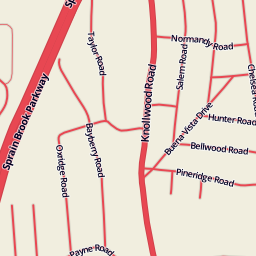 Sp
Taylor Road
Normandy Road
Salem Road
Chelsea Road
Sprain Brook Parkway
Knollwood Road
Buena Vista Drive
Hunter Road
Bayberry Road
Oxridge Road
Bellwood Road
Pineridge Road
Payne Road